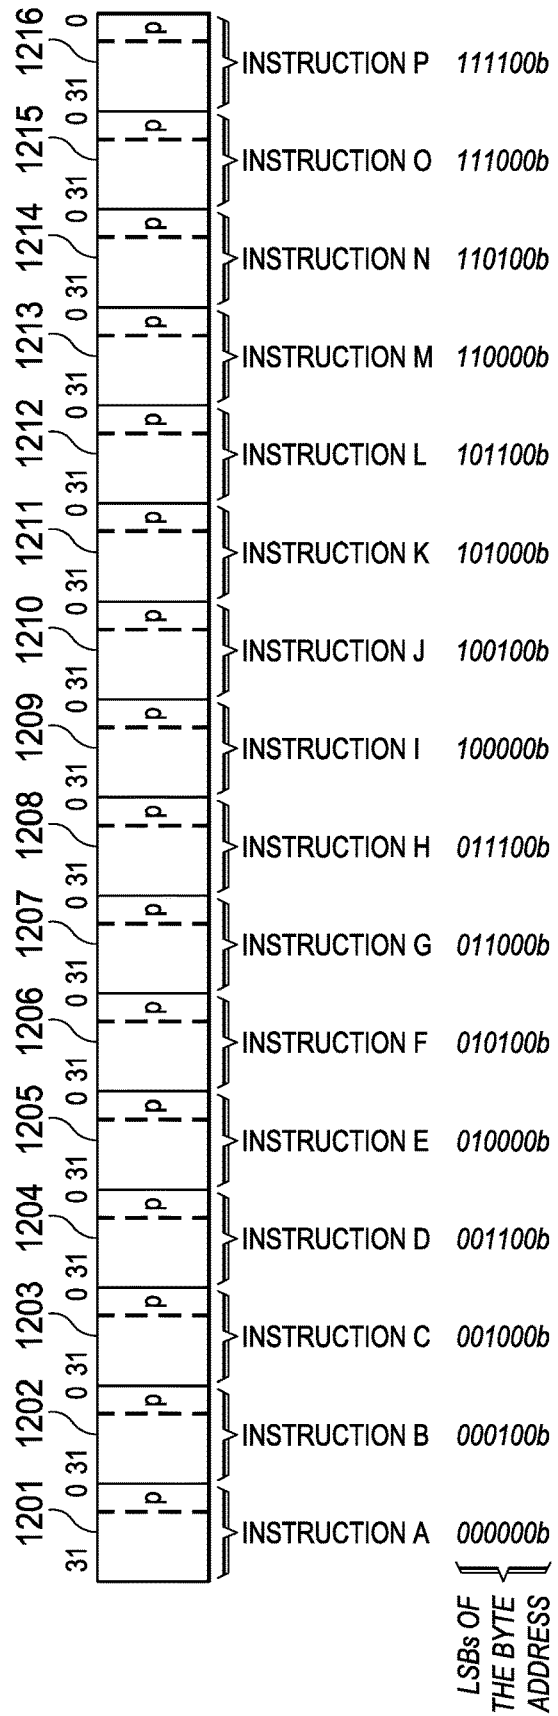 1216
0
p
INSTRUCTION P 111100b
0 31
1215
p
INSTRUCTION O 111000b
0 31
1214
p
INSTRUCTION N 110100b
0 31
1213
p
INSTRUCTION M 110000b
0 31
1212
p
INSTRUCTION L 101100b
0 31
1211
p
INSTRUCTION K 101000b
0 31
1210
p
INSTRUCTION J 100100b
0 31
1209
p
INSTRUCTION I 100000b
0 31
1208
p
INSTRUCTION H 011100b
0 31
1207
p
INSTRUCTION G 011000b
0 31
1206
p
INSTRUCTION F 010100b
0 31
1205
p
INSTRUCTION E 010000b
0 31
1204
p
INSTRUCTION D 001100b
0 31
1203
p
INSTRUCTION C 001000b
0 31
1202
p
INSTRUCTION B 000100b
0 31
1201
p
INSTRUCTION A 000000b
31
LSBs OF
THE BYTE
ADDRESS